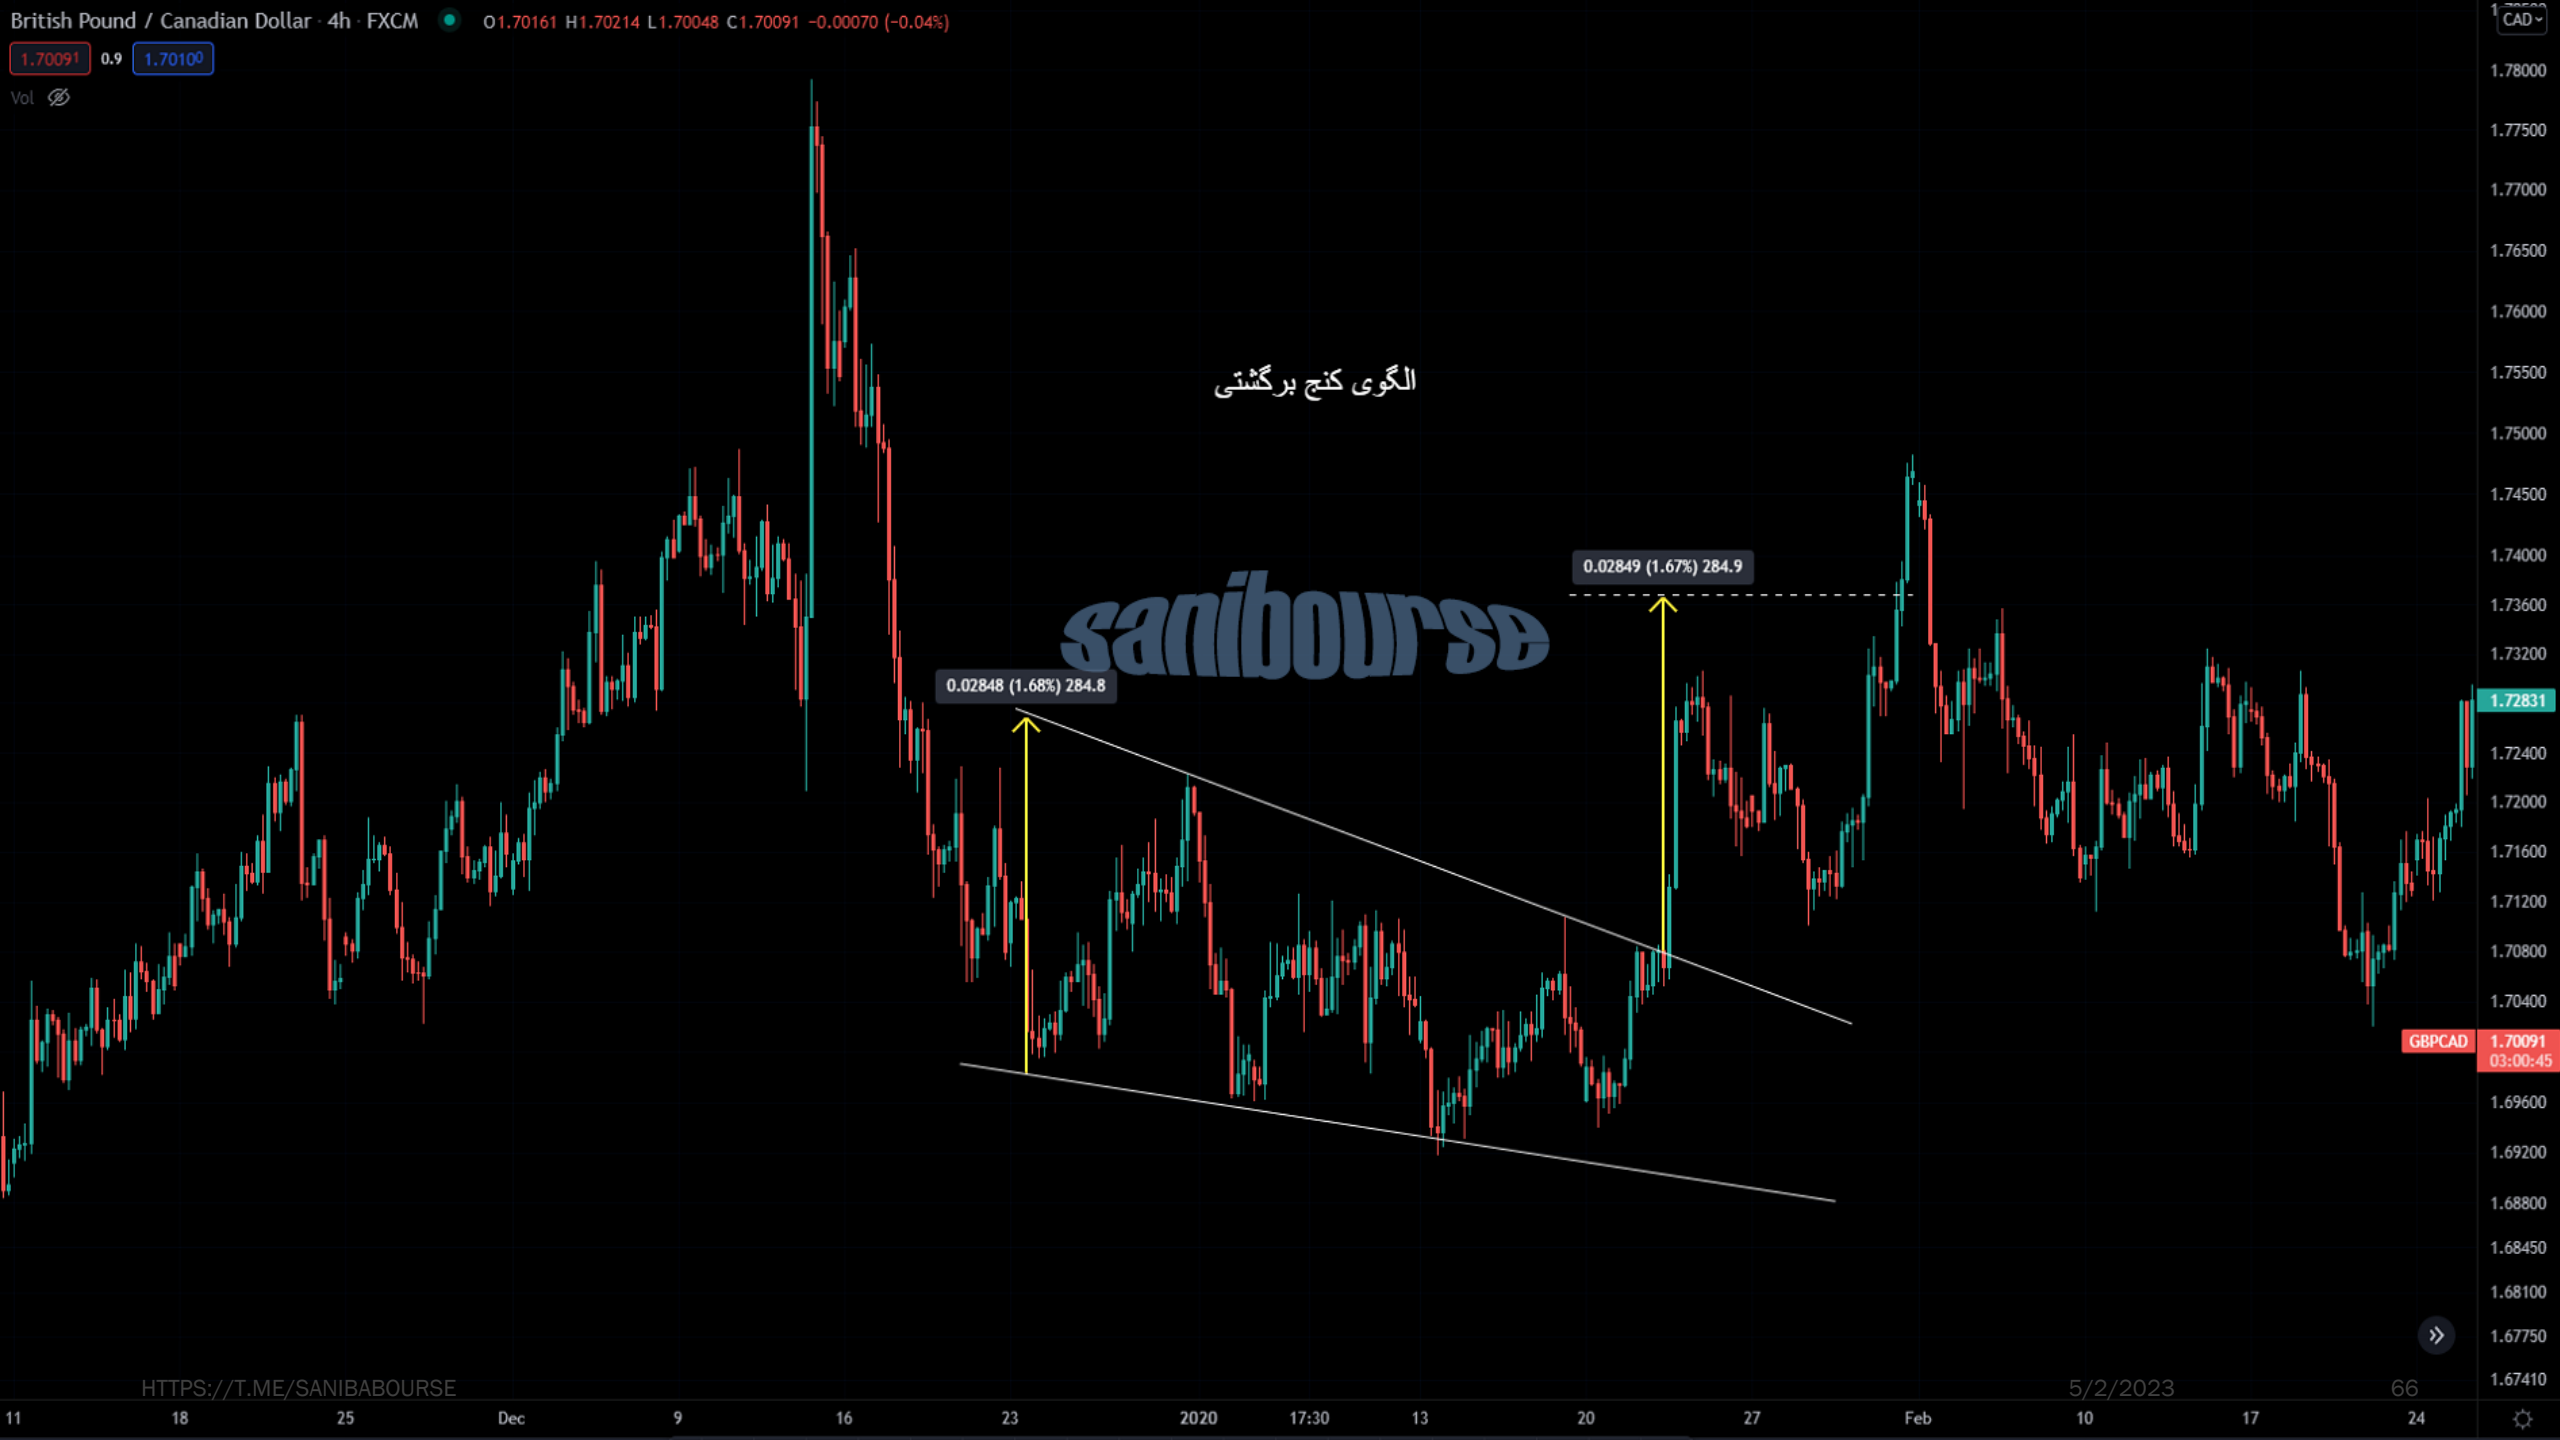 British Pound / Canadian Dollar · 4h · FXCM O1.70161 H1.70214 L1.70048 C1.70091 −0.00070 (−0.04%)
1.70091 0.9 1.70100
Vol
CAD
1.78000
1.77500
1.77000
1.76500
1.76000
1.75500
الگوی کنج برگشتی
1.75000
1.74500
1.74000
0.02849 (1.67%) 284.9
1.73600
sanibourse
1.73200
0.02848 (1.68%) 284.8
1.72831
1.72400
1.72000
1.71600
1.71200
1.70800
1.70400
GBPCAD 1.70091
03:00:45
1.69600
1.69200
1.68800
1.68450
1.68100
1.67750
1.67410
HTTPS://T.ME/SANIBABOURSE 5/2/2023 66
11 18 25 Dec 9 16 23 2020 17:30 13 20 27 Feb 10 17 24